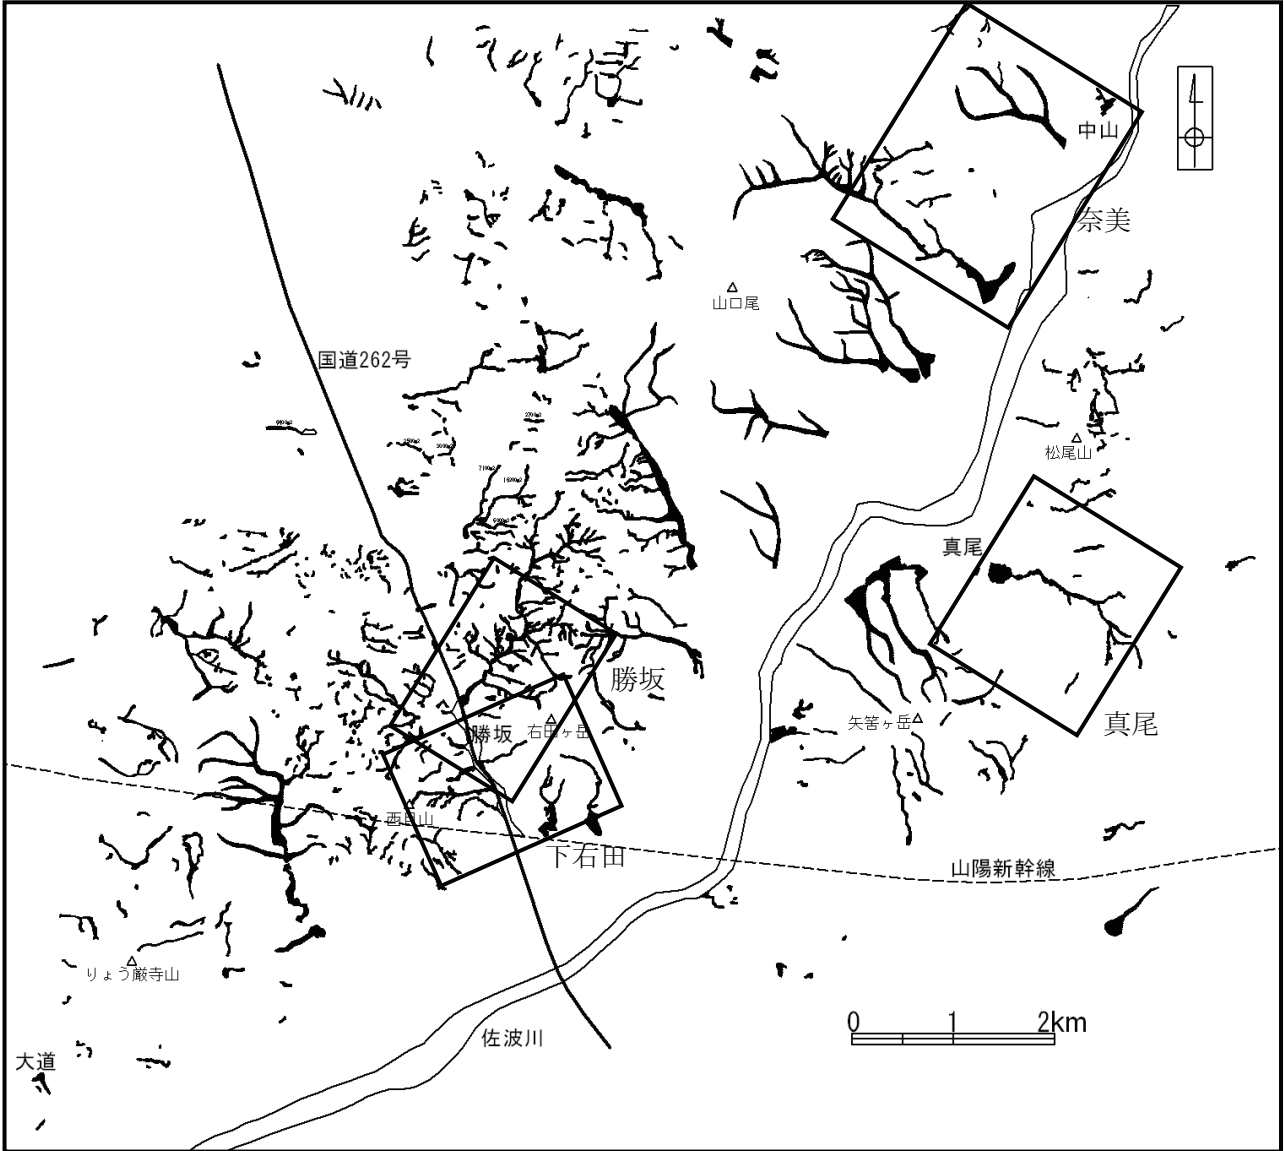 中山
奈美
山口尾
国道262号
松尾山
真尾
勝坂
真尾
矢筈ヶ岳
勝坂
右田ヶ岳
西目山
下右田
山陽新幹線
りょう厳寺山
0 1 2km
佐波川
大道